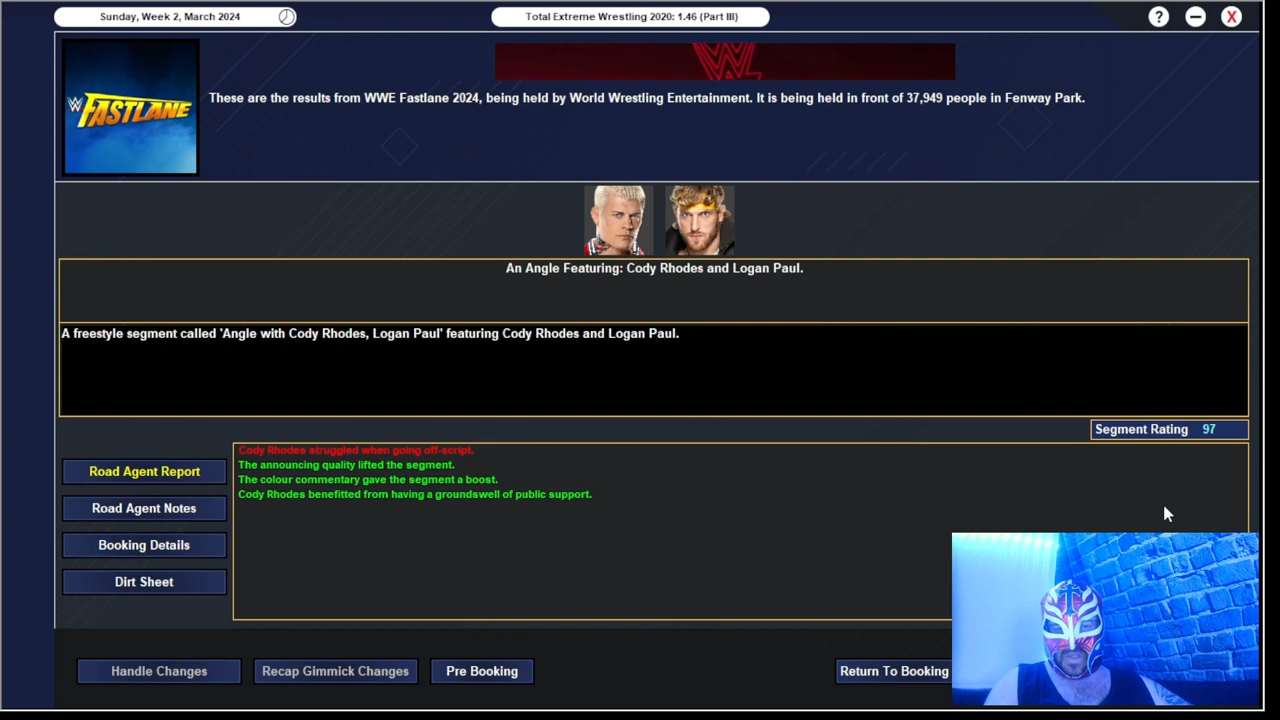 Sunday, Week 2, March 2024
Total Extreme Wrestling 2020: 1.46 (Part III)
?
X
W FASTLANE
These are the results from WWE Fastlane 2024, being held by World Wrestling Entertainment. It is being held in front of 37,949 people in Fenway Park.
An Angle Featuring: Cody Rhodes and Logan Paul.
A freestyle segment called 'Angle with Cody Rhodes, Logan Paul' featuring Cody Rhodes and Logan Paul.
Segment Rating 97
Cody Rhodes struggled when going off-script.
The announcing quality lifted the segment.
The colour commentary gave the segment a boost.
Cody Rhodes benefitted from having a groundswell of public support.
Road Agent Report
Road Agent Notes
Booking Details
Dirt Sheet
Handle Changes
Recap Gimmick Changes
Pre Booking
Return To Booking